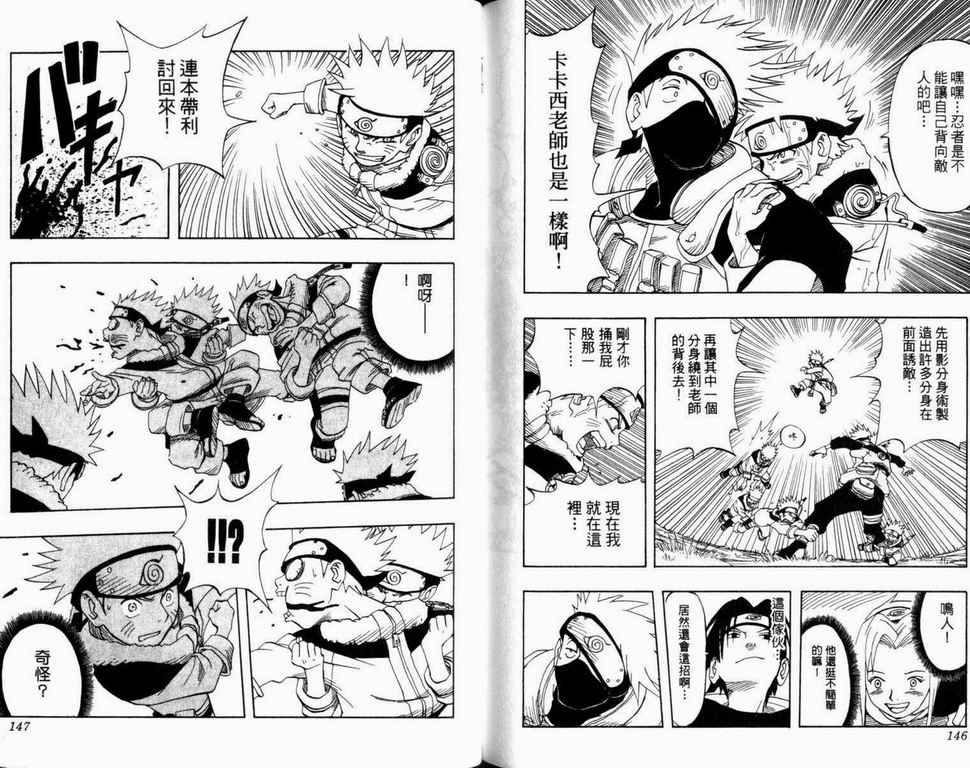 嘿嘿…忍者是不
能讓自己背向敵
人的吧…
卡卡西老師也是一樣啊！
先用影分身術製
造出許多分身在
前面誘敵…
再讓其中一個
分身繞到老師
的背後去！
咚
剛才你
捅我屁
股那一
下……
現在我
就在這
裡…
鳴人！
他還挺不簡單
的嘛！
這個傢伙…
居然還會這招啊…
146
連本帶利
討回來！
バキャ
啊呀——
！
!!?
奇怪？
147